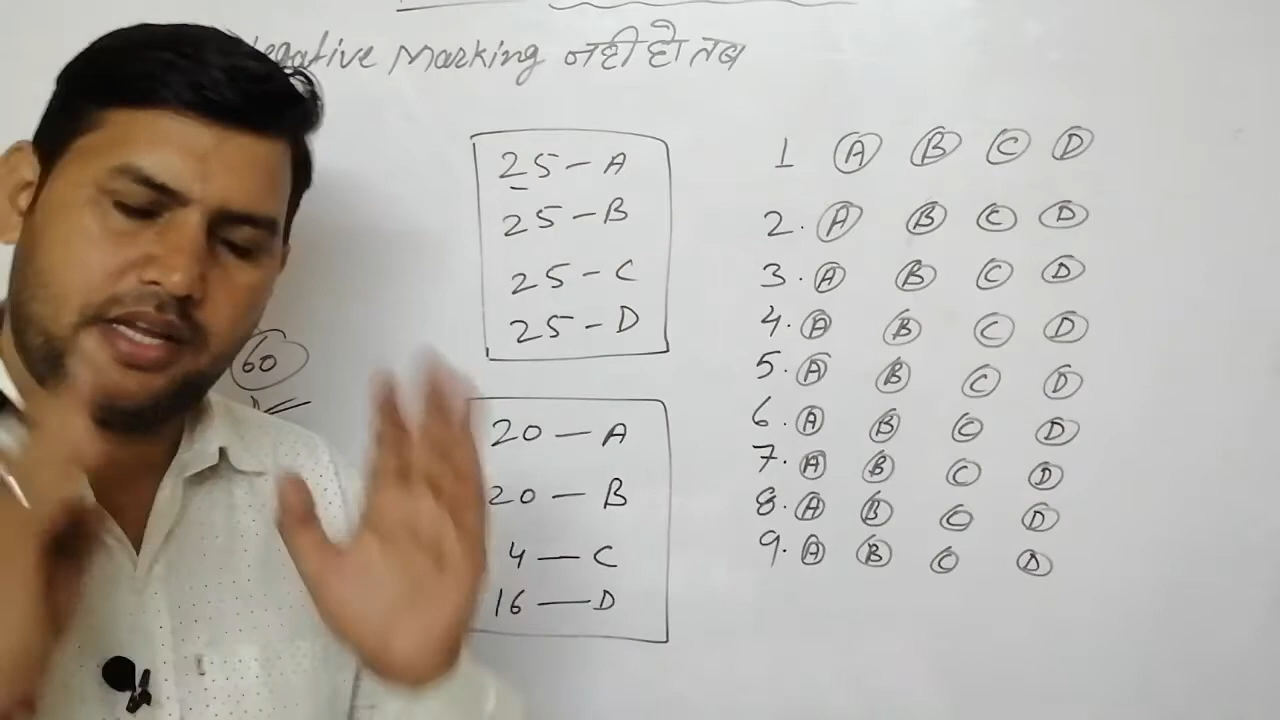 Negative Marking नही हो तब
25-A
25-B
25-C
25-D
60
20-A
20-B
4-C
16-D
1 A B C D
2. A B C D
3. A B C D
4. A B C D
5. A B C D
6. A B C D
7. A B C D
8. A B C D
9. A B C D